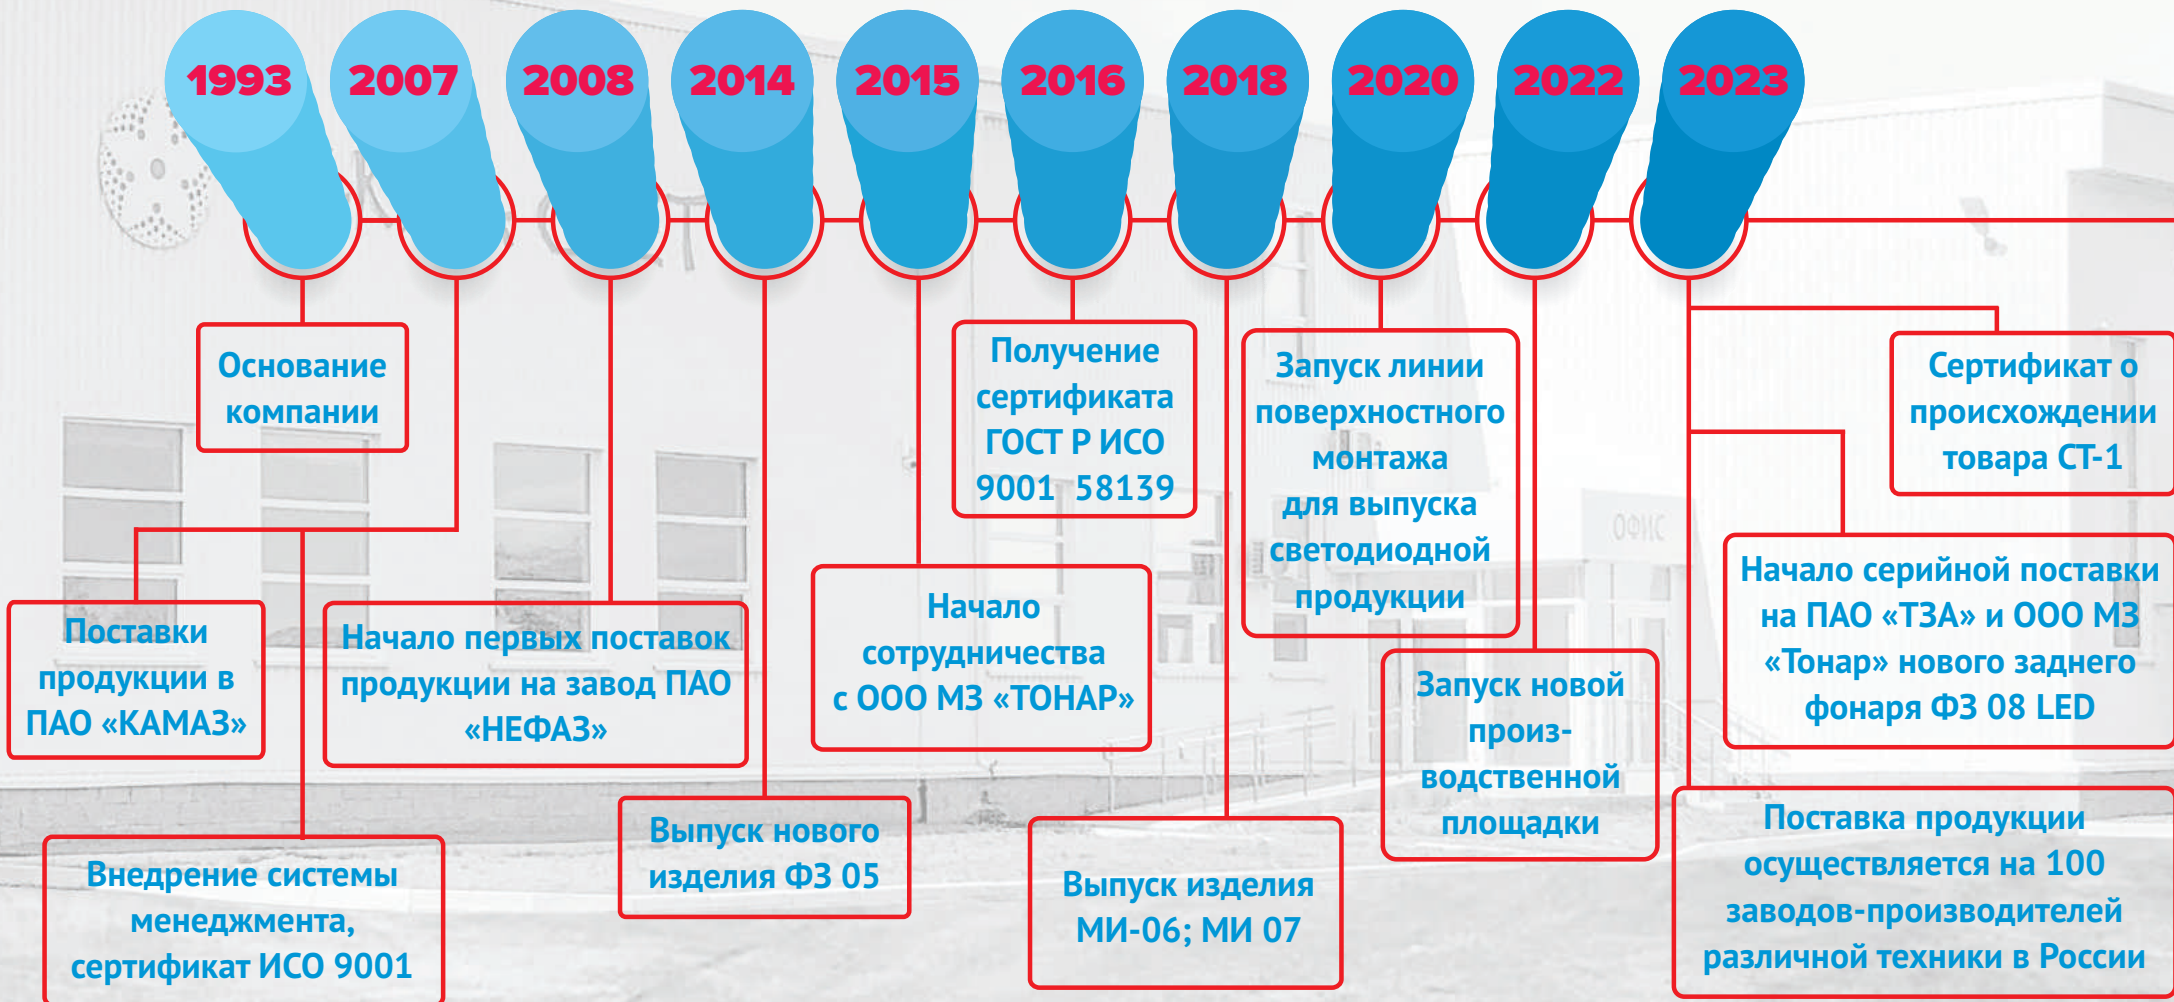 1993
2007
2008
2014
2015
2016
2018
2020
2022
2023
Основание
компании
Поставки
продукции в
ПАО «КАМАЗ»
Внедрение системы
менеджмента,
сертификат ИСО 9001
Начало первых поставок
продукции на завод ПАО
«НЕФАЗ»
Выпуск нового
изделия ФЗ 05
Начало
сотрудничества
с ООО МЗ «ТОНАР»
Получение
сертификата
ГОСТ Р ИСО
9001 58139
Выпуск изделия
МИ-06; МИ 07
Запуск линии
поверхностного
монтажа
для выпуска
светодиодной
продукции
Запуск новой
произ-
водственной
площадки
Сертификат о
происхождении
товара СТ-1
Начало серийной поставки
на ПАО «ТЗА» и ООО МЗ
«Тонар» нового заднего
фонаря ФЗ 08 LED
Поставка продукции
осуществляется на 100
заводов-производителей
различной техники в России
ОФИС